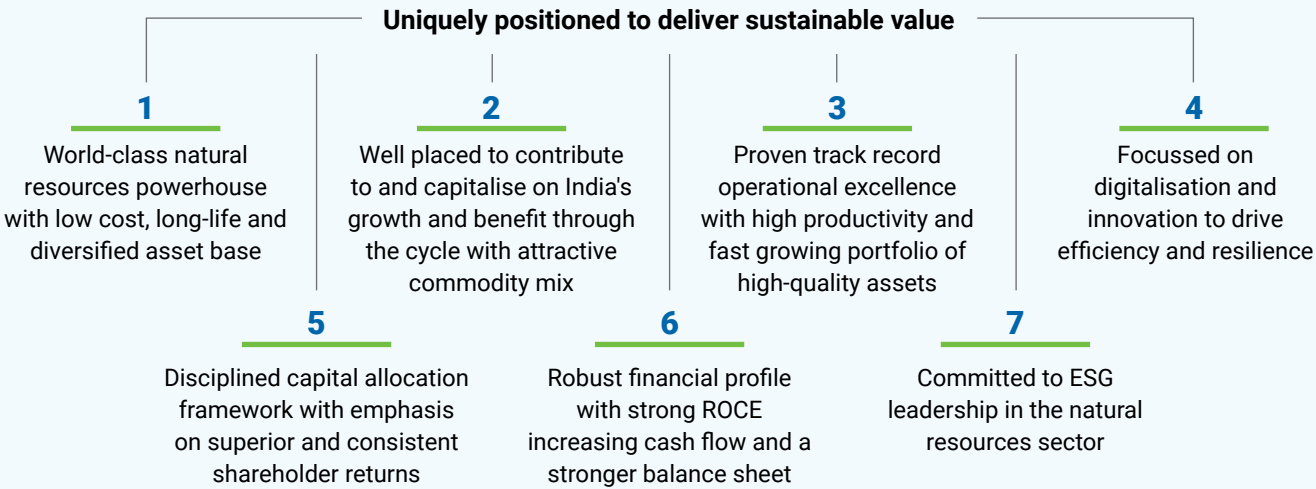 Uniquely positioned to deliver sustainable value
1
World-class natural
resources powerhouse
with low cost, long-life and
diversified asset base
2
Well placed to contribute
to and capitalise on India's
growth and benefit through
the cycle with attractive
commodity mix
3
Proven track record
operational excellence
with high productivity and
fast growing portfolio of
high-quality assets
4
Focussed on
digitalisation and
innovation to drive
efficiency and resilience
5
Disciplined capital allocation
framework with emphasis
on superior and consistent
shareholder returns
6
Robust financial profile
with strong ROCE
increasing cash flow and a
stronger balance sheet
7
Committed to ESG
leadership in the natural
resources sector